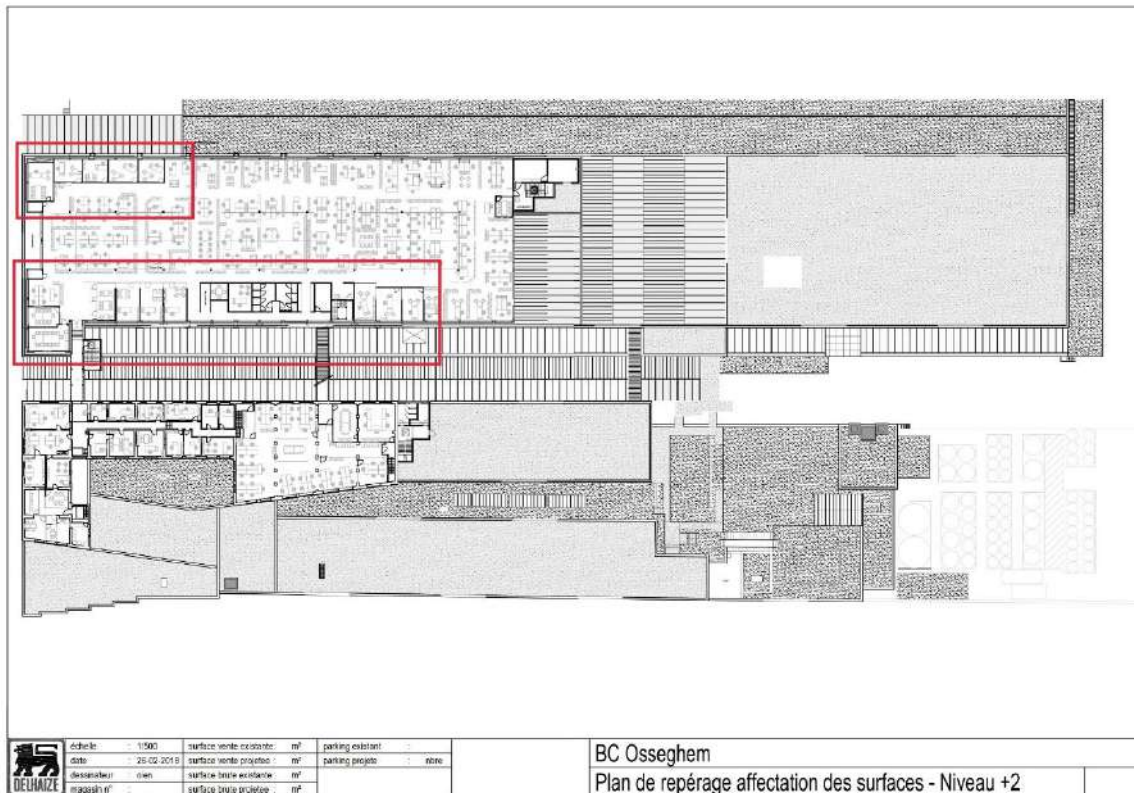 DELHAIZE
échelle : 1/500
date : 26-02-2016
dessinateur : oien
magasin n° :
surface vente existante : m²
surface vente projetée : m²
surface brute existante : m²
surface brute projetée : m²
parking existant :
parking projeté : nbre
BC Osseghem
Plan de repérage affectation des surfaces - Niveau +2